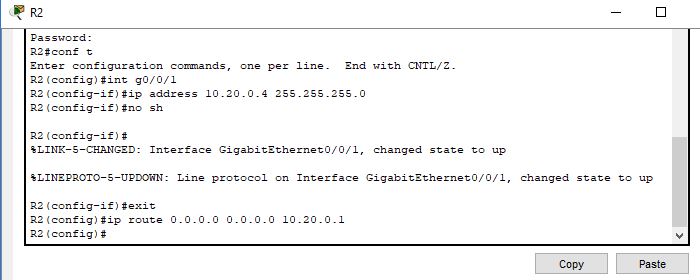 R2
Password:
R2#conf t
Enter configuration commands, one per line.  End with CNTL/Z.
R2(config)#int g0/0/1
R2(config-if)#ip address 10.20.0.4 255.255.255.0
R2(config-if)#no sh
R2(config-if)#
%LINK-5-CHANGED: Interface GigabitEthernet0/0/1, changed state to up
%LINEPROTO-5-UPDOWN: Line protocol on Interface GigabitEthernet0/0/1, changed state to up
R2(config-if)#exit
R2(config)#ip route 0.0.0.0 0.0.0.0 10.20.0.1
R2(config)#
Copy
Paste